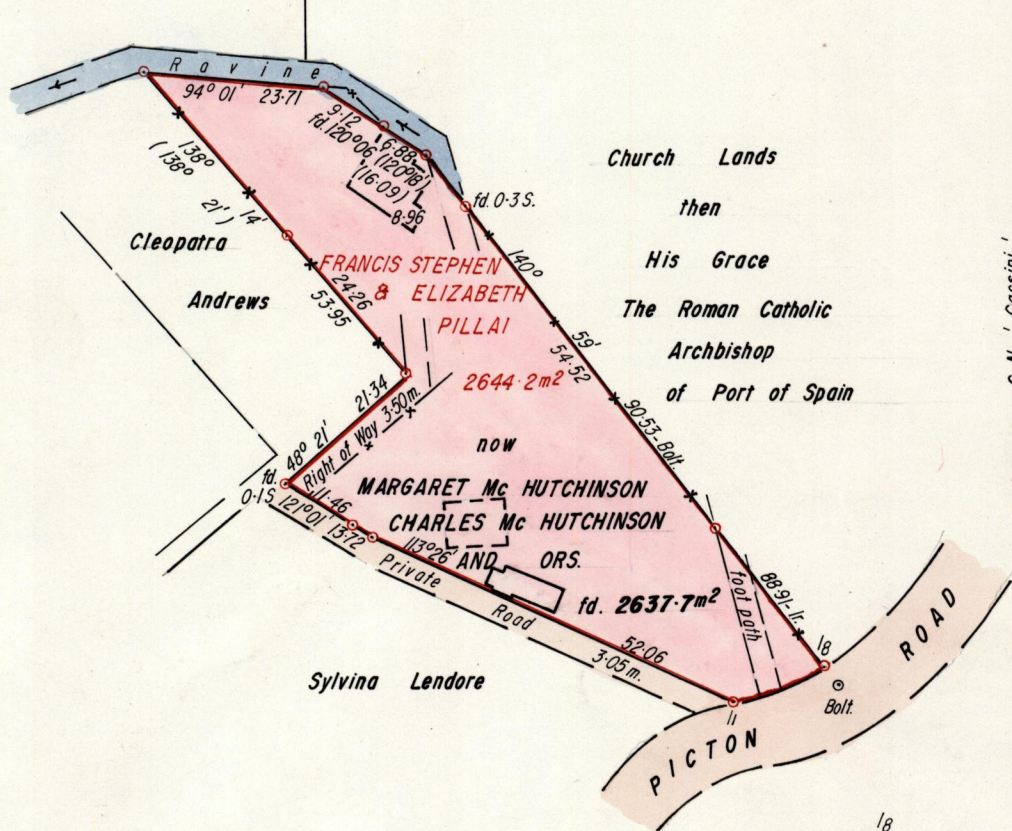 Ravine
94° 01' 23.71
9.12
6.88
fd. 120°06' (120°18')
(16.09)
8.96
fd. 0.3 S.
138° 14'
(138° 21')
24.26
53.95
Cleopatra
Andrews
Church Lands
then
His Grace
The Roman Catholic
Archbishop
of Port of Spain
140° 59'
54.52
90.53-Bolt.
88.91-Ir.
FRANCIS STEPHEN
& ELIZABETH
PILLAI
2644.2m²
now
MARGARET Mc HUTCHINSON
CHARLES Mc HUTCHINSON
AND ORS.
fd. 2637.7m²
21.34
48° 21'
Right of Way 3.50m.
fd.
0.1 S.
11.46
121°01' 13.72
113°26'
52.06
Private Road
3.05m.
foot path
Sylvina Lendore
18
11
Bolt.
PICTON ROAD
18